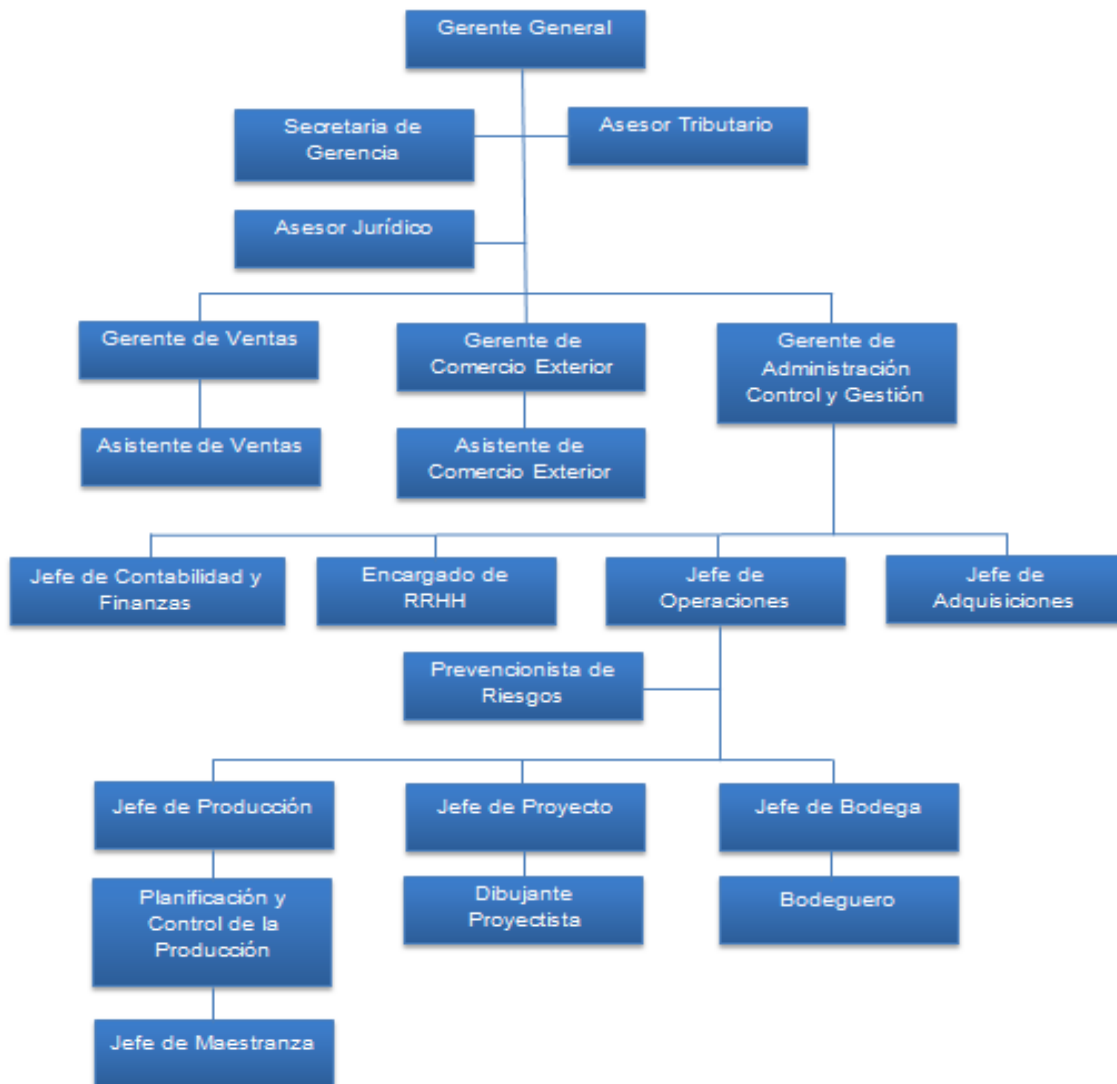 Gerente General
Secretaria de
Gerencia
Asesor Tributario
Asesor Jurídico
Gerente de Ventas
Gerente de
Comercio Exterior
Gerente de
Administración
Control y Gestión
Asistente de Ventas
Asistente de
Comercio Exterior
Jefe de Contabilidad y
Finanzas
Encargado de
RRHH
Jefe de
Operaciones
Jefe de
Adquisiciones
Prevencionista de
Riesgos
Jefe de Producción
Jefe de Proyecto
Jefe de Bodega
Planificación y
Control de la
Producción
Dibujante
Proyectista
Bodeguero
Jefe de Maestranza